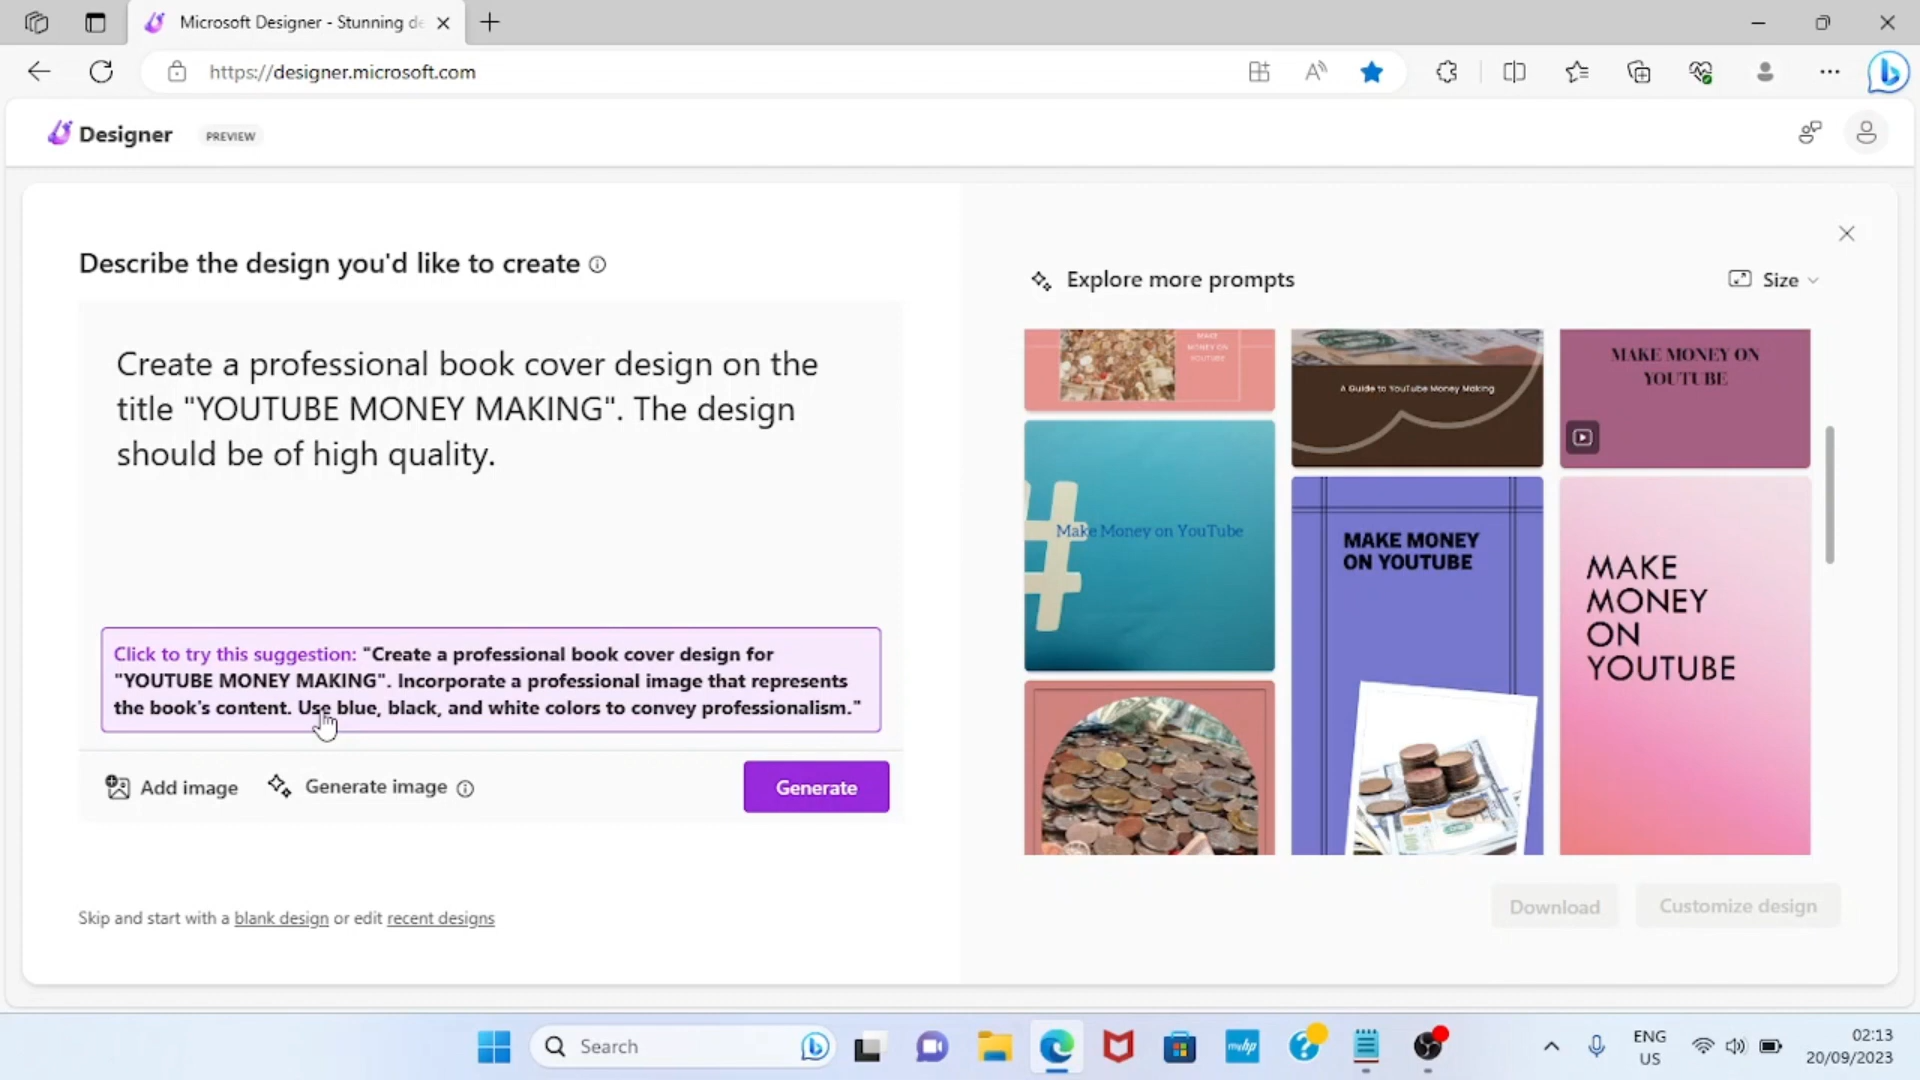 Microsoft Designer - Stunning de
https://designer.microsoft.com
Designer PREVIEW
Describe the design you'd like to create
Create a professional book cover design on the
title "YOUTUBE MONEY MAKING". The design
should be of high quality.
Click to try this suggestion: "Create a professional book cover design for
"YOUTUBE MONEY MAKING". Incorporate a professional image that represents
the book's content. Use blue, black, and white colors to convey professionalism."
Add image
Generate image
Generate
Skip and start with a blank design or edit recent designs
Explore more prompts
Size
MAKE
MONEY ON
YOUTUBE
A Guide to YouTube Money Making
MAKE MONEY ON
YOUTUBE
#
Make Money on YouTube
MAKE MONEY
ON YOUTUBE
MAKE
MONEY
ON
YOUTUBE
Download
Customize design
Search
myhp
ENG
US
02:13
20/09/2023